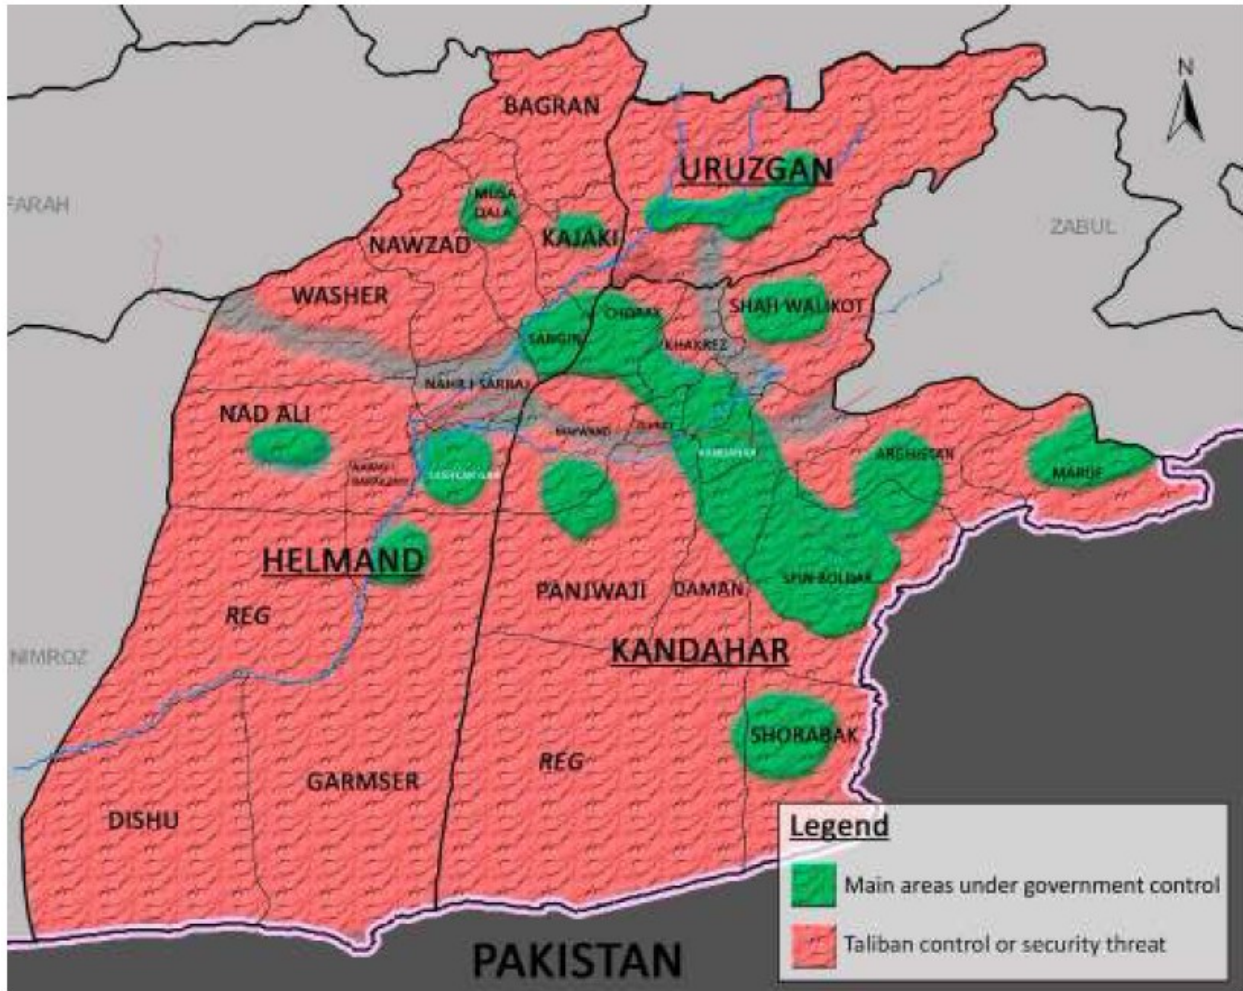 N
BAGRAN
URUZGAN
FARAH
MUSA
QALA
ZABUL
NAWZAD
KAJAKI
WASHER
SHAH WALIKOT
SANGIN
KHAKREZ
NAHR I SARRAJ
NAD ALI
MAIWAND
ARGHISTAN
MARUF
HELMAND
SPIN BOLDAK
PANJWAJI
DAMAN
REG
KANDAHAR
NIMROZ
SHORABAK
REG
GARMSER
DISHU
Legend
Main areas under government control
Taliban control or security threat
PAKISTAN